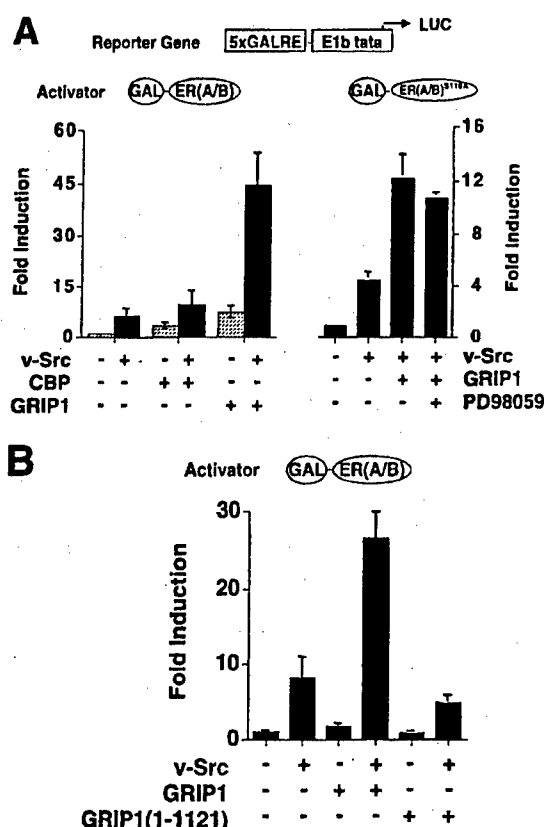 A
Reporter Gene 5xGALRE E1b tata LUC
Activator GAL ER(A/B) GAL ER(A/B)S118A
Fold Induction
60
45
30
15
0
16
12
8
4
0
Fold Induction
v-Src - + - + - +
CBP - - + + - -
GRIP1 - - - - + +
- + + + v-Src
- - + + GRIP1
- - - + PD98059
B
Activator GAL ER(A/B)
Fold Induction
30
20
10
0
v-Src - + - + - +
GRIP1 - - + + - -
GRIP1(1-1121) - - - - + +